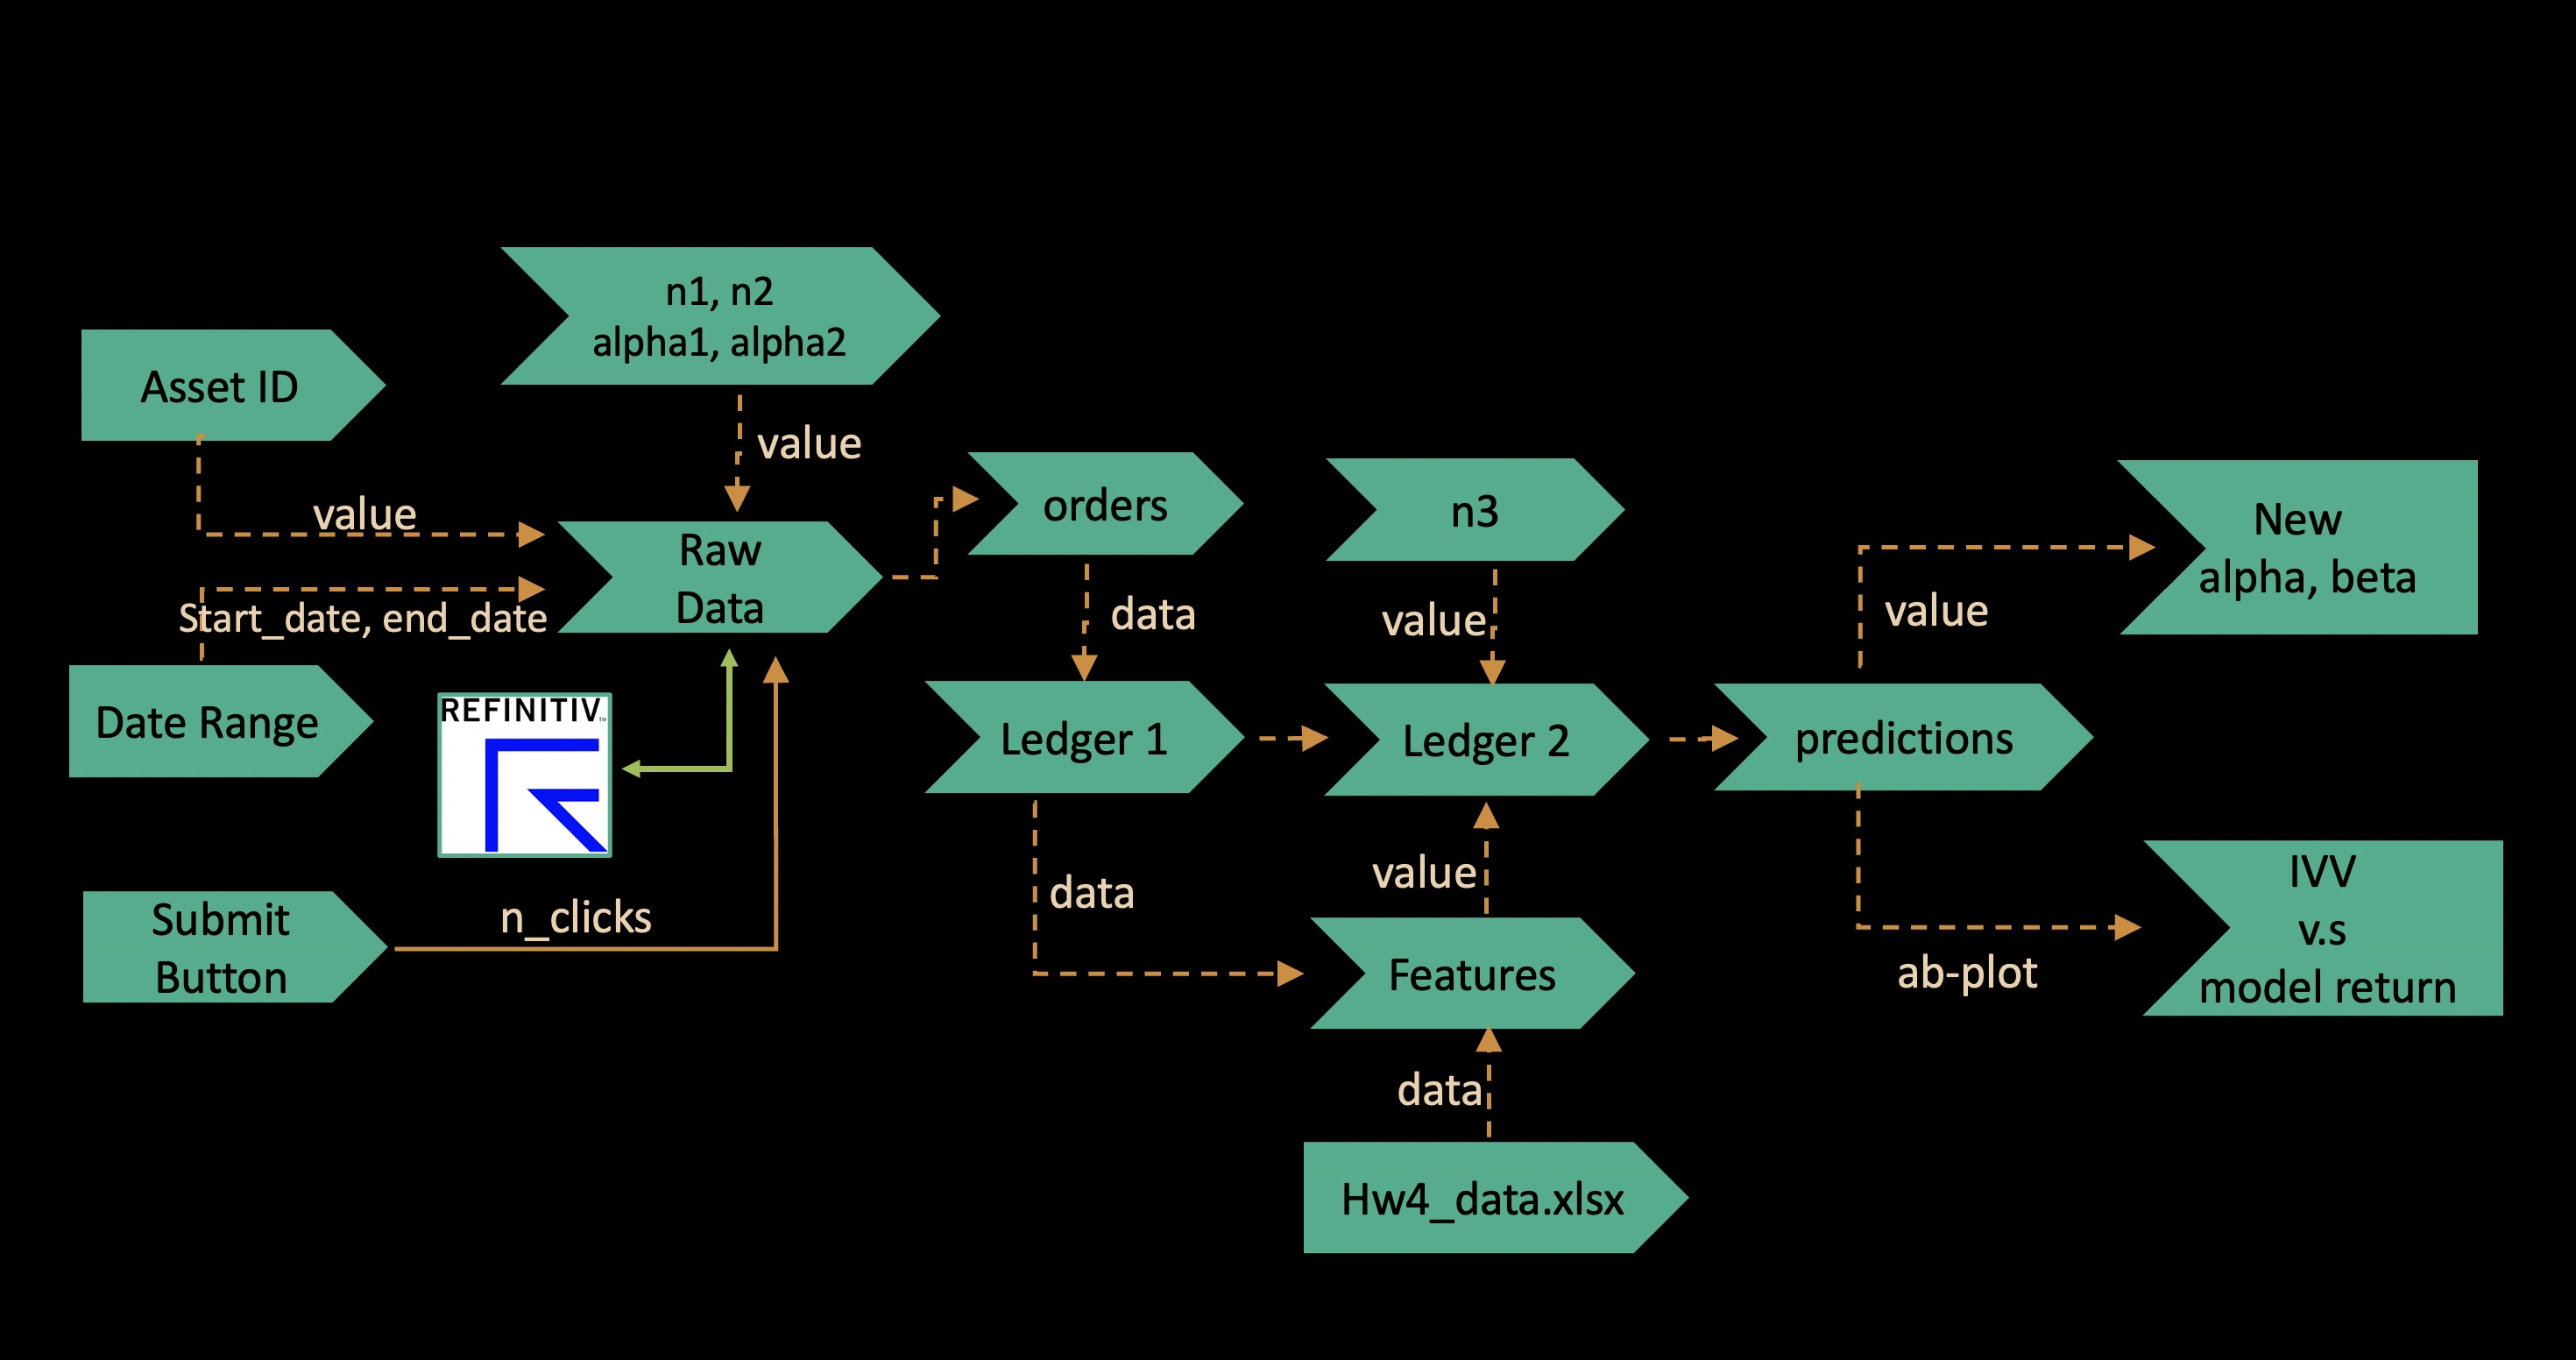 n1, n2
alpha1, alpha2
Asset ID
value
value
Raw
Data
Start_date, end_date
Date Range
REFINITIV™
Submit
Button
n_clicks
orders
data
n3
value
Ledger 1
Ledger 2
predictions
data
value
Features
data
Hw4_data.xlsx
value
New
alpha, beta
ab-plot
IVV
v.s
model return